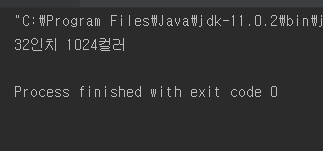 "C:₩Program Files₩Java₩jdk-11.0.2₩bin₩j
32인치 1024컬러
Process finished with exit code 0